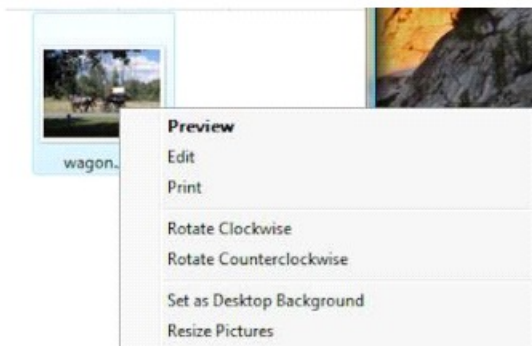 wagon.
Preview
Edit
Print
Rotate Clockwise
Rotate Counterclockwise
Set as Desktop Background
Resize Pictures